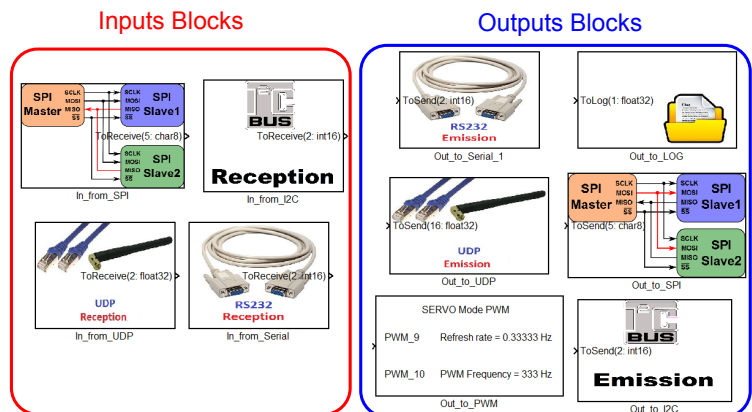 Inputs Blocks
Outputs Blocks
SPI
Master
SCLK
MOSI
MISO
SS
SCLK
MOSI
MISO
SS
SPI
Slave1
ToReceive(5: char8)
SCLK
MOSI
MISO
SS
SPI
Slave2
In_from_SPI
I²C
BUS
ToReceive(2: int16)
Reception
In_from_I2C
ToReceive(2: float32)
UDP
Reception
In_from_UDP
ToReceive(2: int16)
RS232
Reception
In_from_Serial
ToSend(2: int16)
RS232
Emission
Out_to_Serial_1
ToLog(1: float32)
Out_to_LOG
ToSend(16: float32)
UDP
Emission
Out_to_UDP
SPI
Master
SCLK
MOSI
MISO
SS
SCLK
MOSI
MISO
SS
SPI
Slave1
ToSend(5: char8)
SCLK
MOSI
MISO
SS
SPI
Slave2
Out_to_SPI
SERVO Mode PWM
PWM_9 Refresh rate = 0.33333 Hz
PWM_10 PWM Frequency = 333 Hz
Out_to_PWM
I²C
BUS
ToSend(2: int16)
Emission
Out_to_I2C